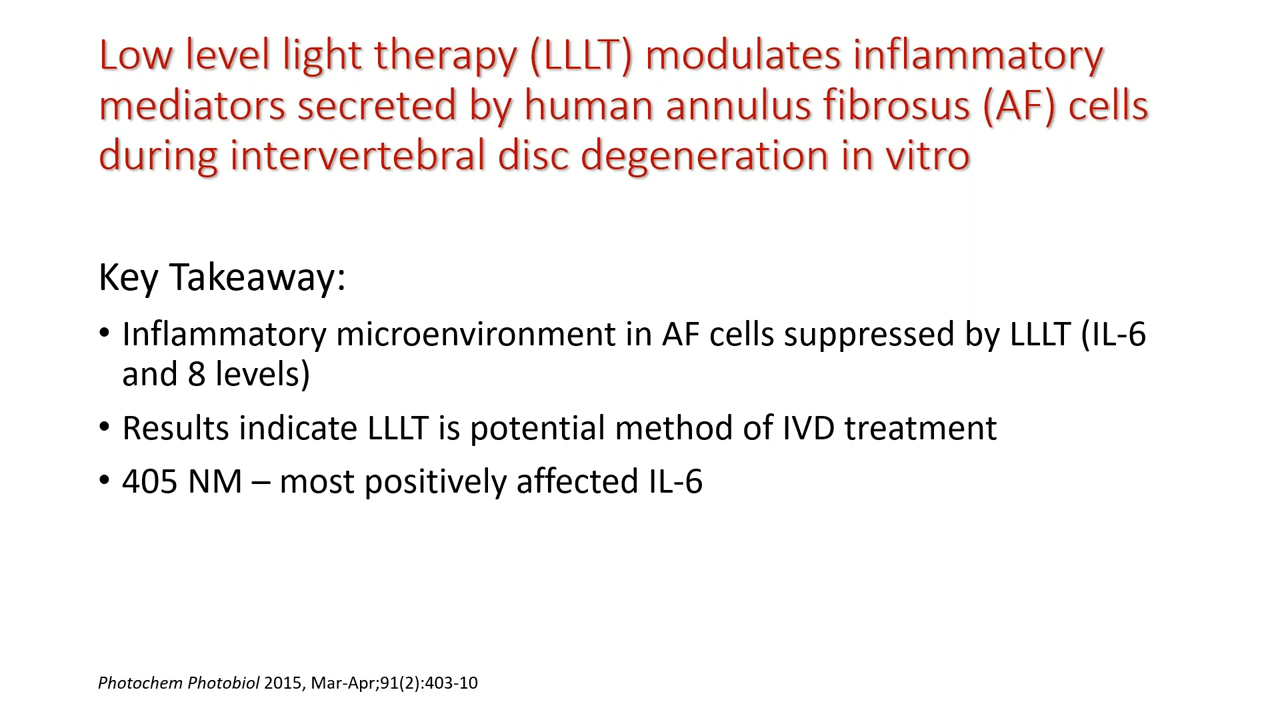 Low level light therapy (LLLT) modulates inflammatory
mediators secreted by human annulus fibrosus (AF) cells
during intervertebral disc degeneration in vitro
Key Takeaway:
• Inflammatory microenvironment in AF cells suppressed by LLLT (IL-6
and 8 levels)
• Results indicate LLLT is potential method of IVD treatment
• 405 NM – most positively affected IL-6
Photochem Photobiol 2015, Mar-Apr;91(2):403-10